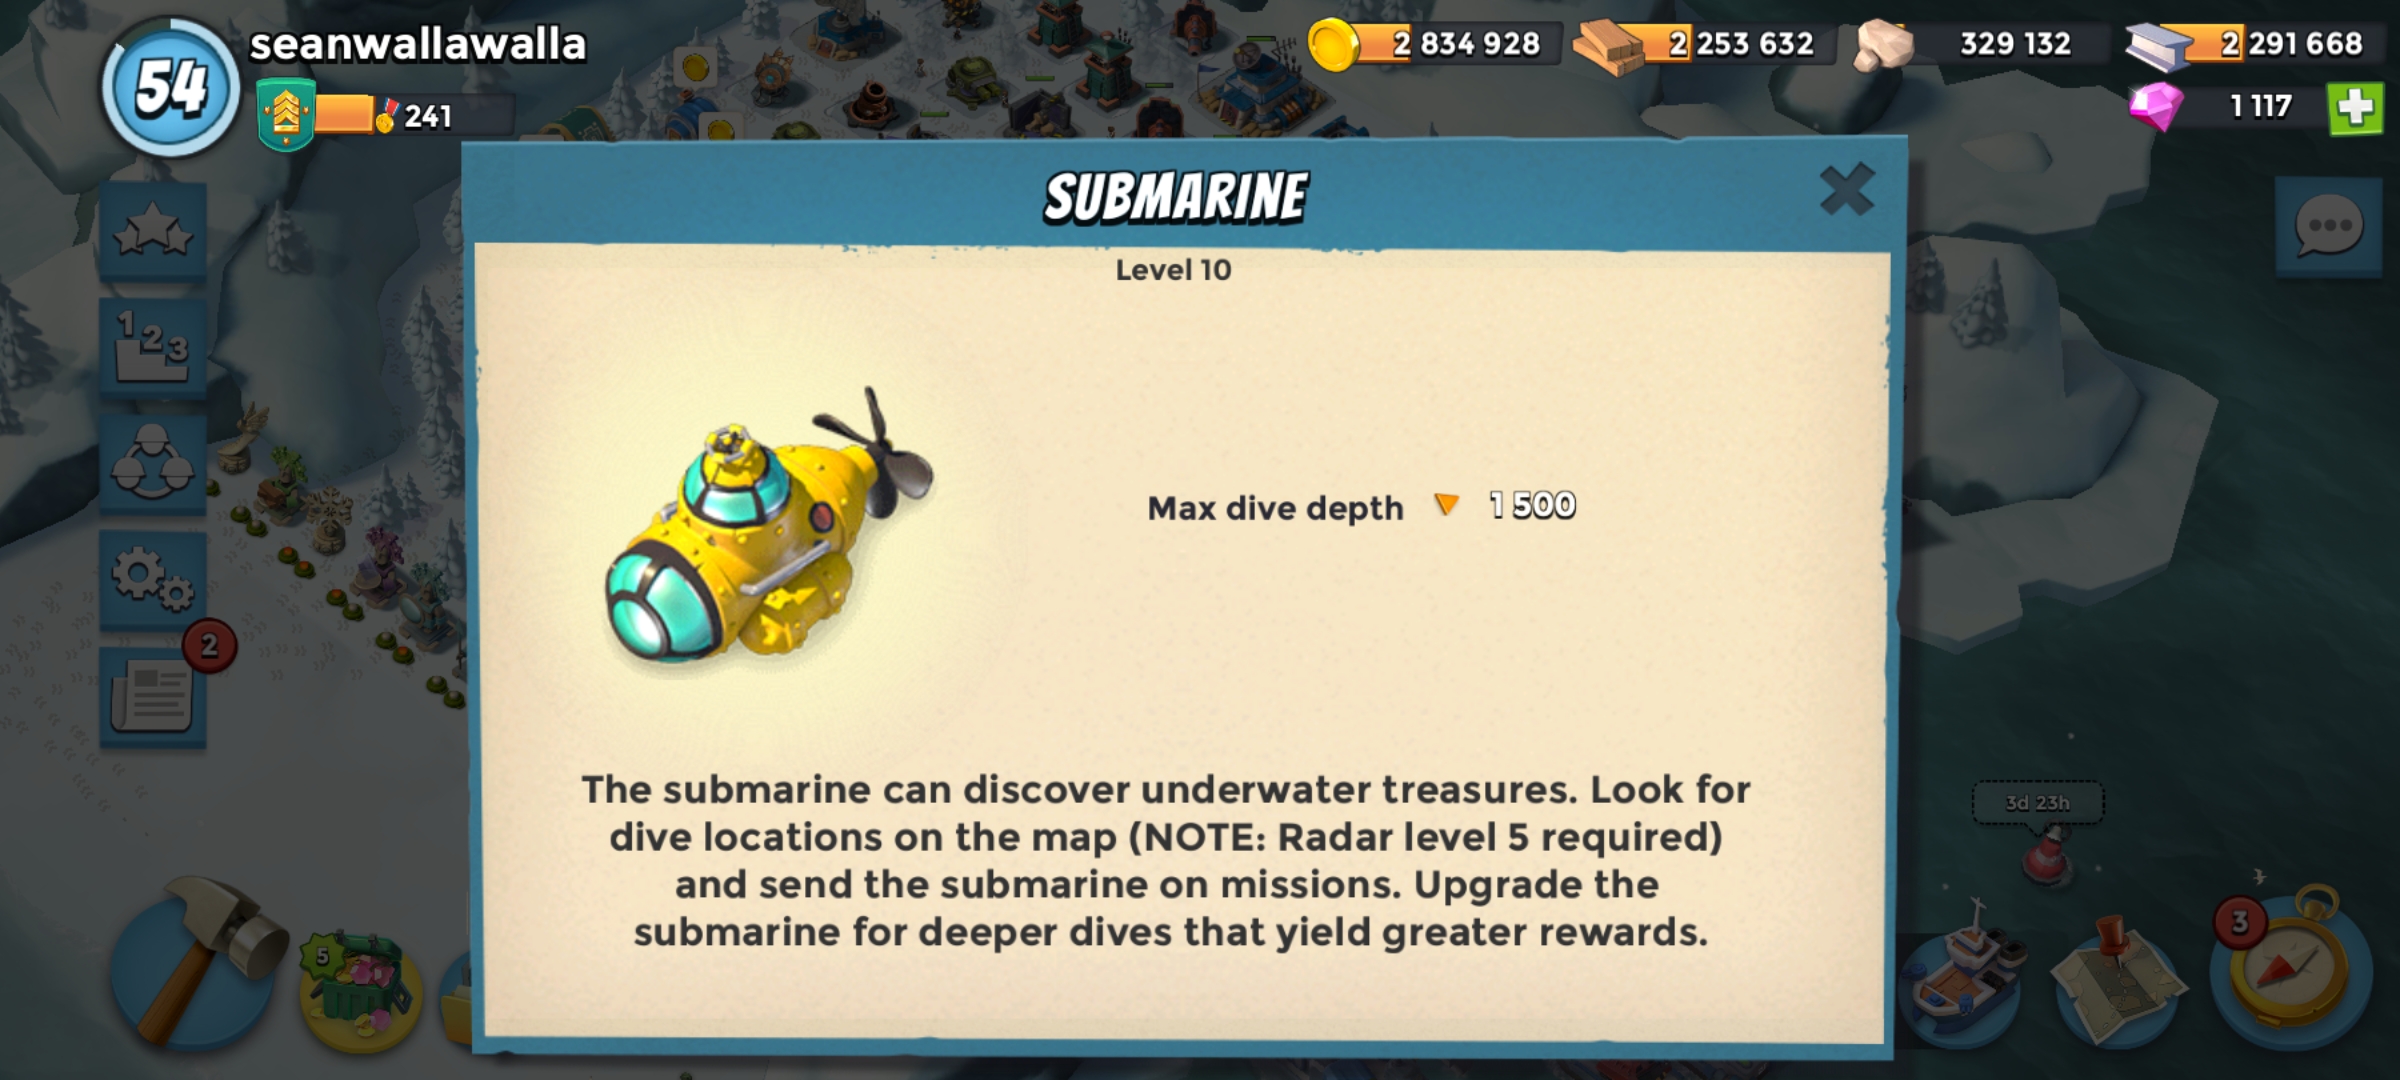 54
seanwallawalla
241
2 834 928
2 253 632
329 132
2 291 668
1 117
SUBMARINE
Level 10
1 2 3
Max dive depth 1 500
2
The submarine can discover underwater treasures. Look for
dive locations on the map (NOTE: Radar level 5 required)
and send the submarine on missions. Upgrade the
submarine for deeper dives that yield greater rewards.
3d 23h
5
3